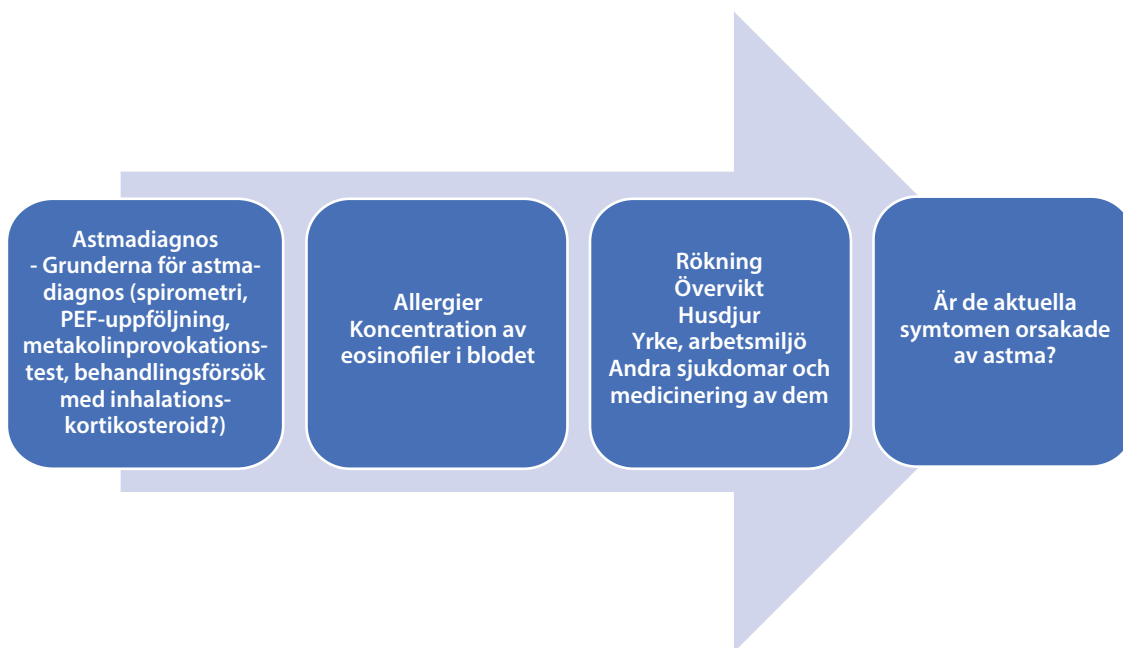 Astmadiagnos
- Grunderna för astma-
diagnos (spirometri,
PEF-uppföljning,
metakolinprovokations-
test, behandlingsförsök
med inhalations-
kortikosteroid?)
Allergier
Koncentration av
eosinofiler i blodet
Rökning
Övervikt
Husdjur
Yrke, arbetsmiljö
Andra sjukdomar och
medicinering av dem
Är de aktuella
symtomen orsakade
av astma?